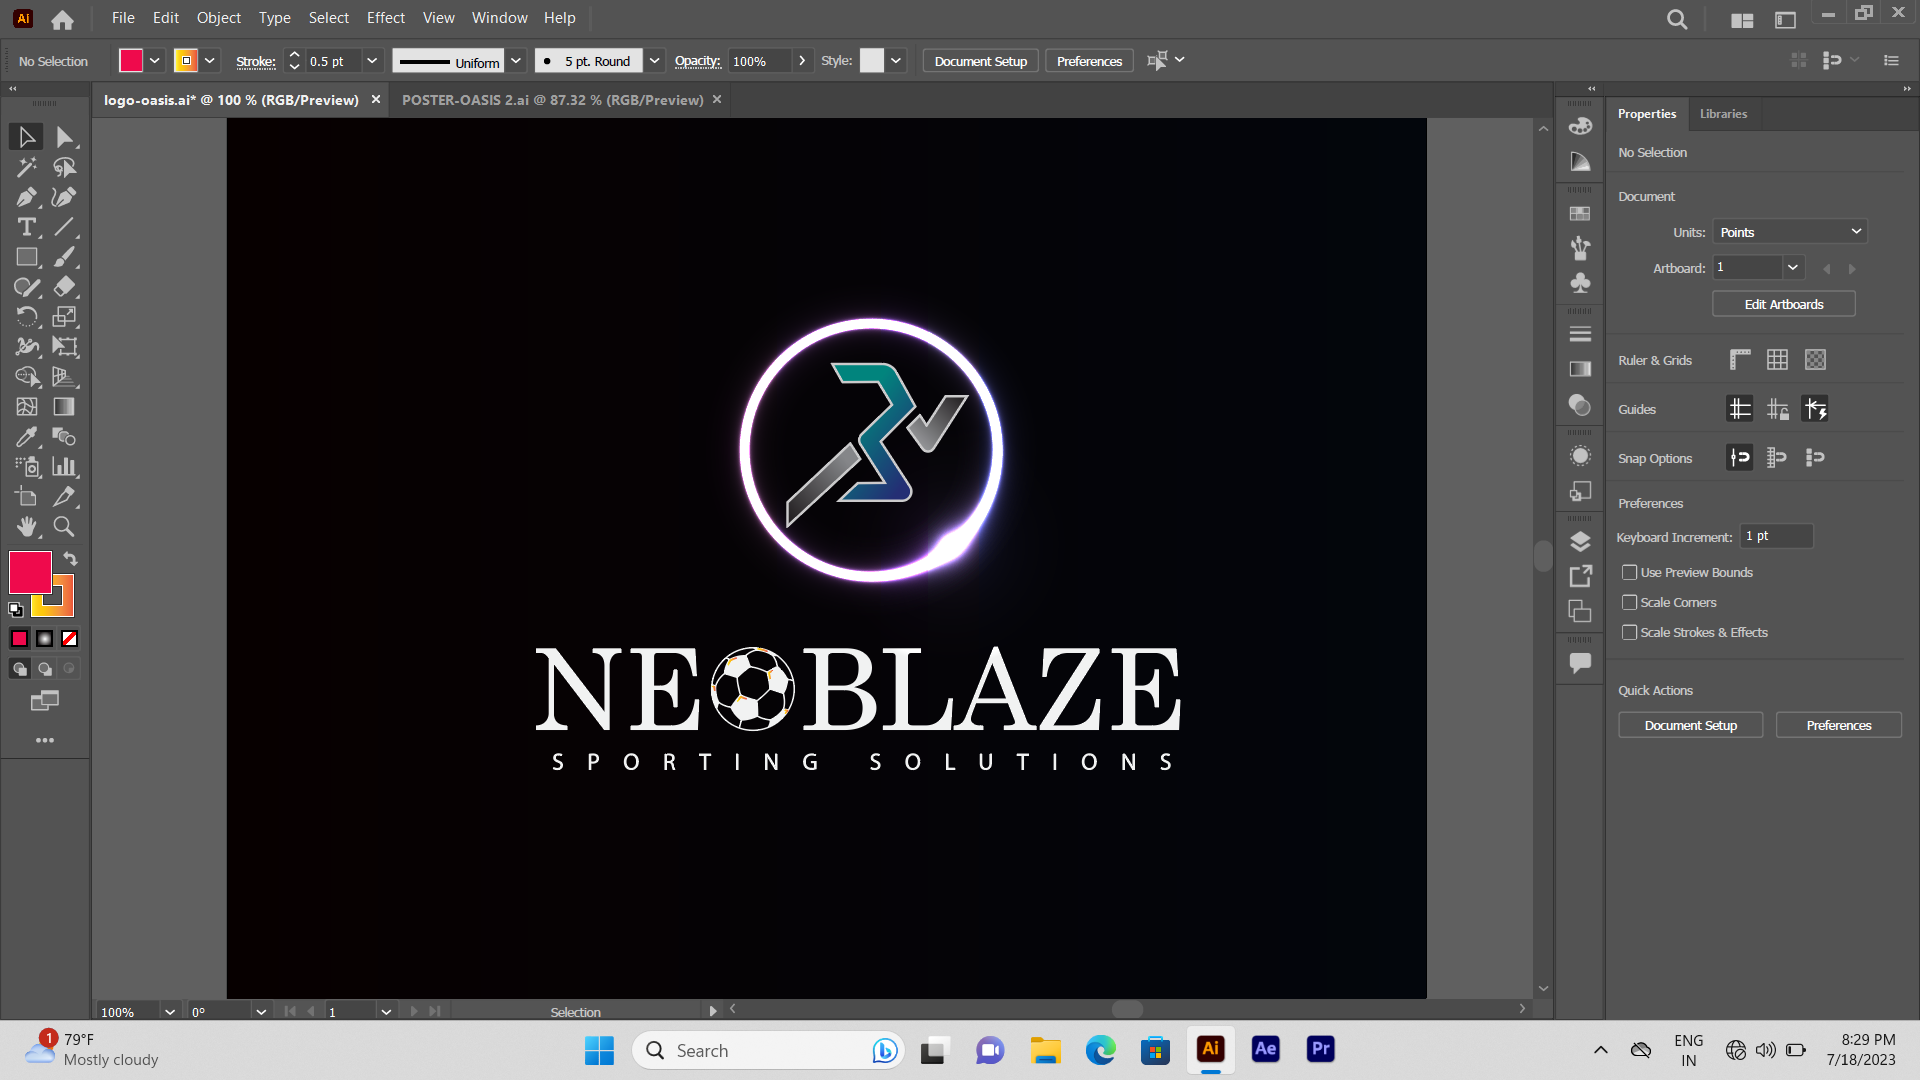 Ai File Edit Object Type Select Effect View Window Help
No Selection Stroke: 0.5 pt Uniform 5 pt. Round Opacity: 100% Style: Document Setup Preferences
logo-oasis.ai* @ 100 % (RGB/Preview) × POSTER-OASIS 2.ai @ 87.32 % (RGB/Preview) ×
NEOBLAZE
SPORTING SOLUTIONS
Properties Libraries
No Selection
Document
Units: Points
Artboard: 1
Edit Artboards
Ruler & Grids
Guides
Snap Options
Preferences
Keyboard Increment: 1 pt
Use Preview Bounds
Scale Corners
Scale Strokes & Effects
Quick Actions
Document Setup Preferences
100% 0° 1 Selection
1
79°F
Mostly cloudy
Search
Ai Ae Pr
ENG
IN
8:29 PM
7/18/2023